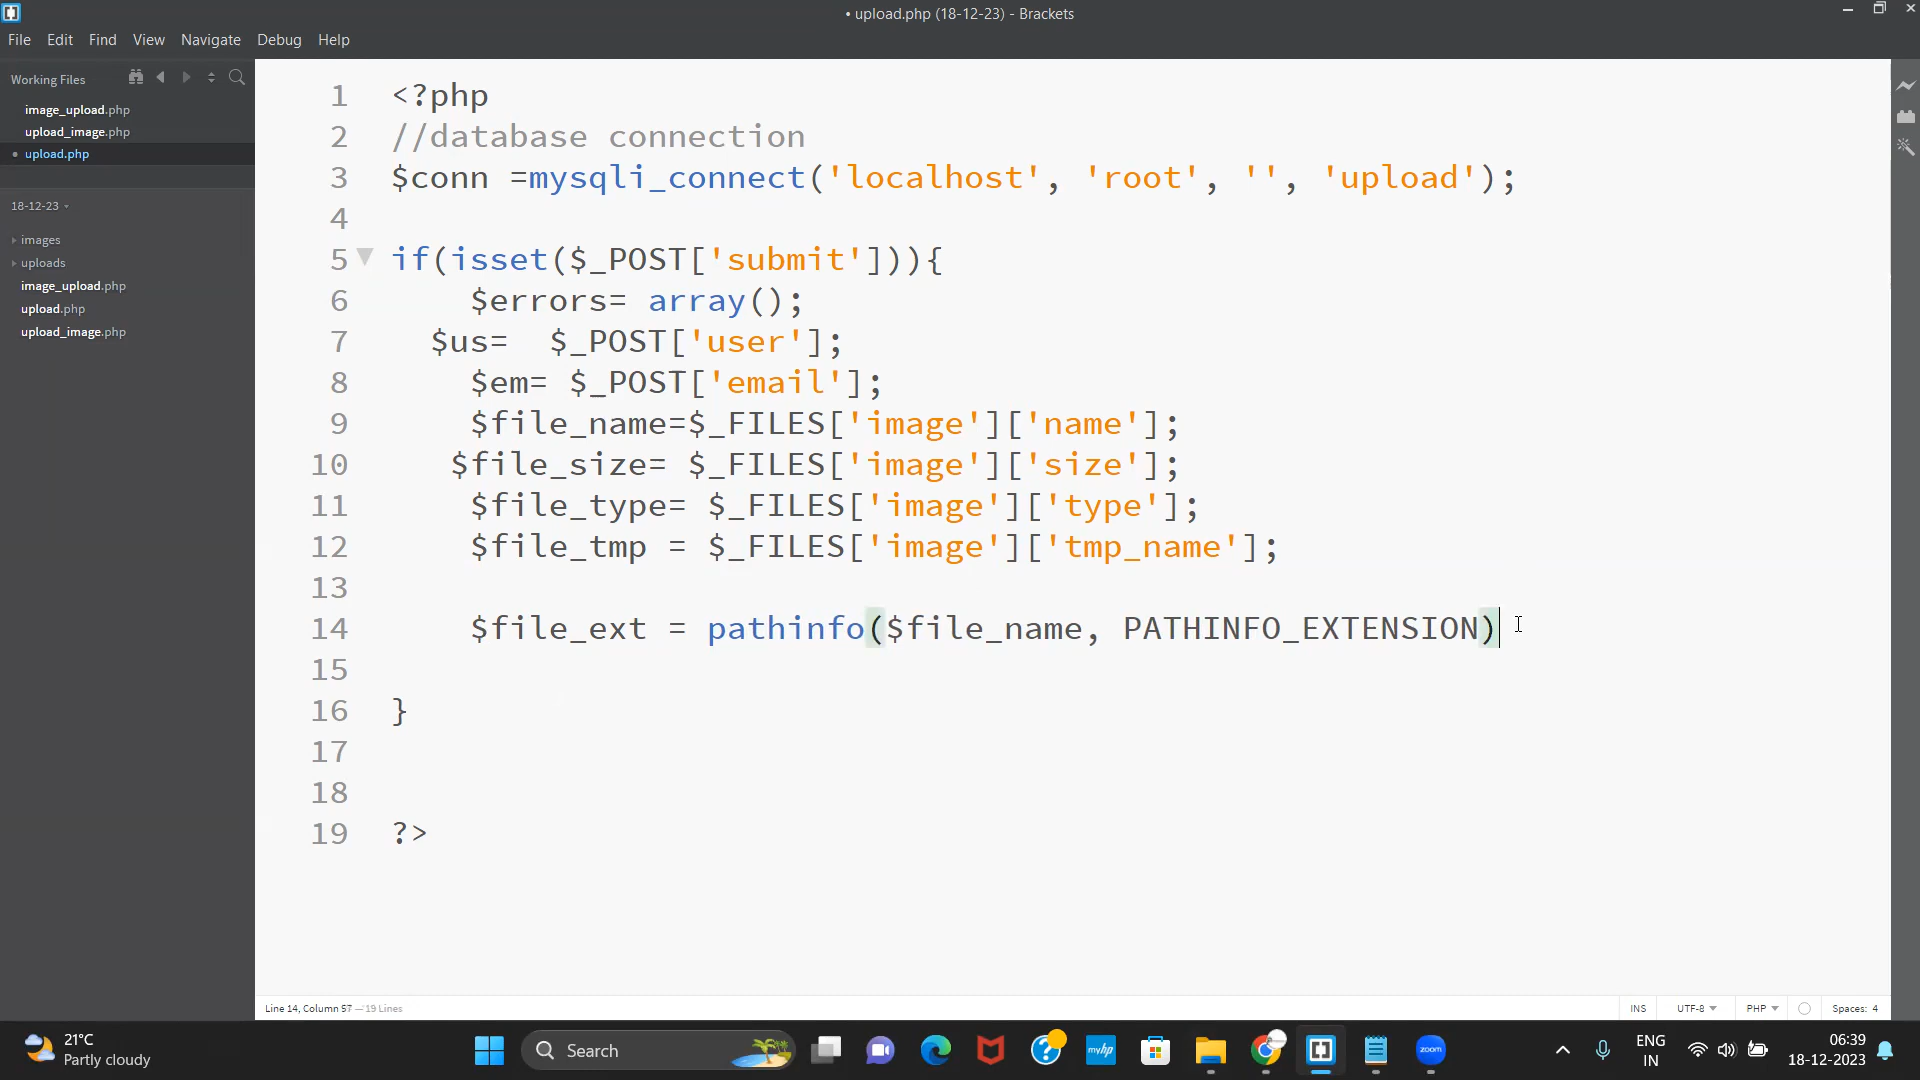 • upload.php (18-12-23) - Brackets
File Edit Find View Navigate Debug Help
Working Files
image_upload.php
upload_image.php
• upload.php
18-12-23
images
uploads
image_upload.php
upload.php
upload_image.php
1 <?php
2 //database connection
3 $conn =mysqli_connect('localhost', 'root', '', 'upload');
4
5 if(isset($_POST['submit'])){
6 $errors= array();
7 $us=  $_POST['user'];
8 $em= $_POST['email'];
9 $file_name=$_FILES['image']['name'];
10 $file_size= $_FILES['image']['size'];
11 $file_type= $_FILES['image']['type'];
12 $file_tmp = $_FILES['image']['tmp_name'];
13
14 $file_ext = pathinfo($file_name, PATHINFO_EXTENSION)
15
16 }
17
18
19 ?>
Line 14, Column 57 — 19 Lines
INS UTF-8 PHP Spaces: 4
21°C
Partly cloudy
Search
myhp
zoom
ENG
IN
06:39
18-12-2023